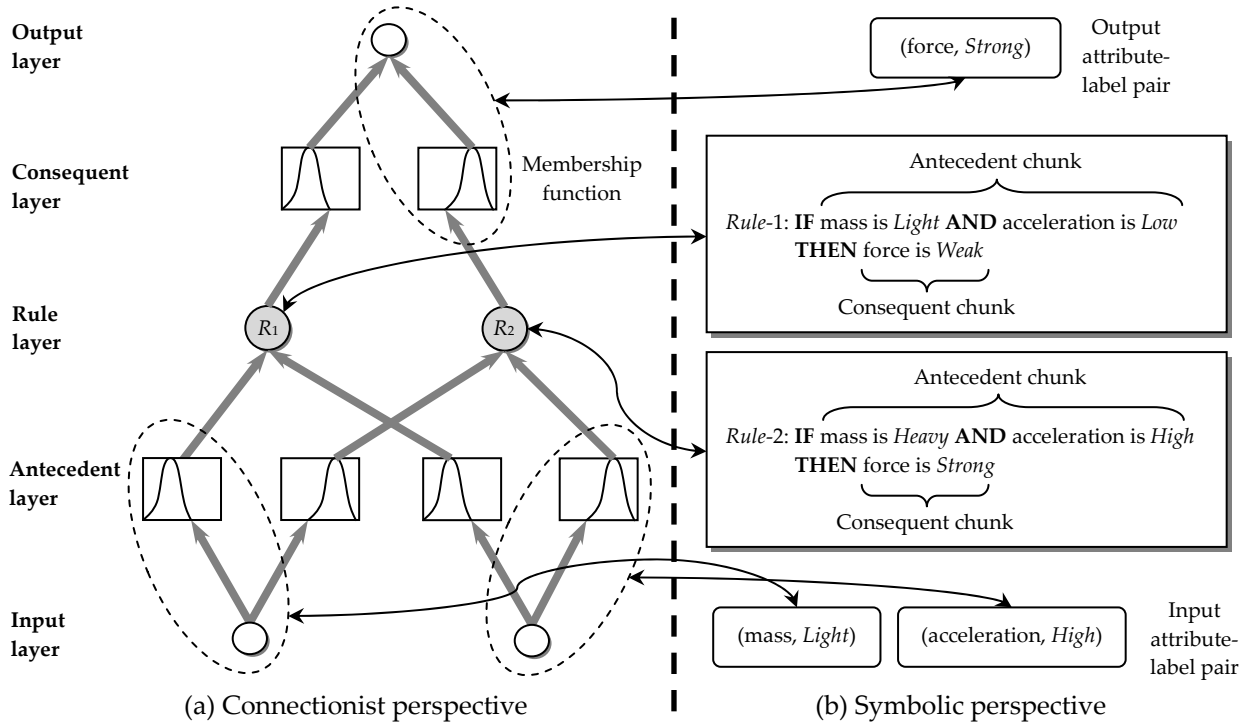 Output
layer
(force, Strong)
Output
attribute-
label pair
Consequent
layer
Membership
function
Antecedent chunk
Rule-1: IF mass is Light AND acceleration is Low
THEN force is Weak
Consequent chunk
Rule
layer
R1
R2
Antecedent chunk
Rule-2: IF mass is Heavy AND acceleration is High
THEN force is Strong
Consequent chunk
Antecedent
layer
Input
layer
(mass, Light)
(acceleration, High)
Input
attribute-
label pair
(a) Connectionist perspective
(b) Symbolic perspective